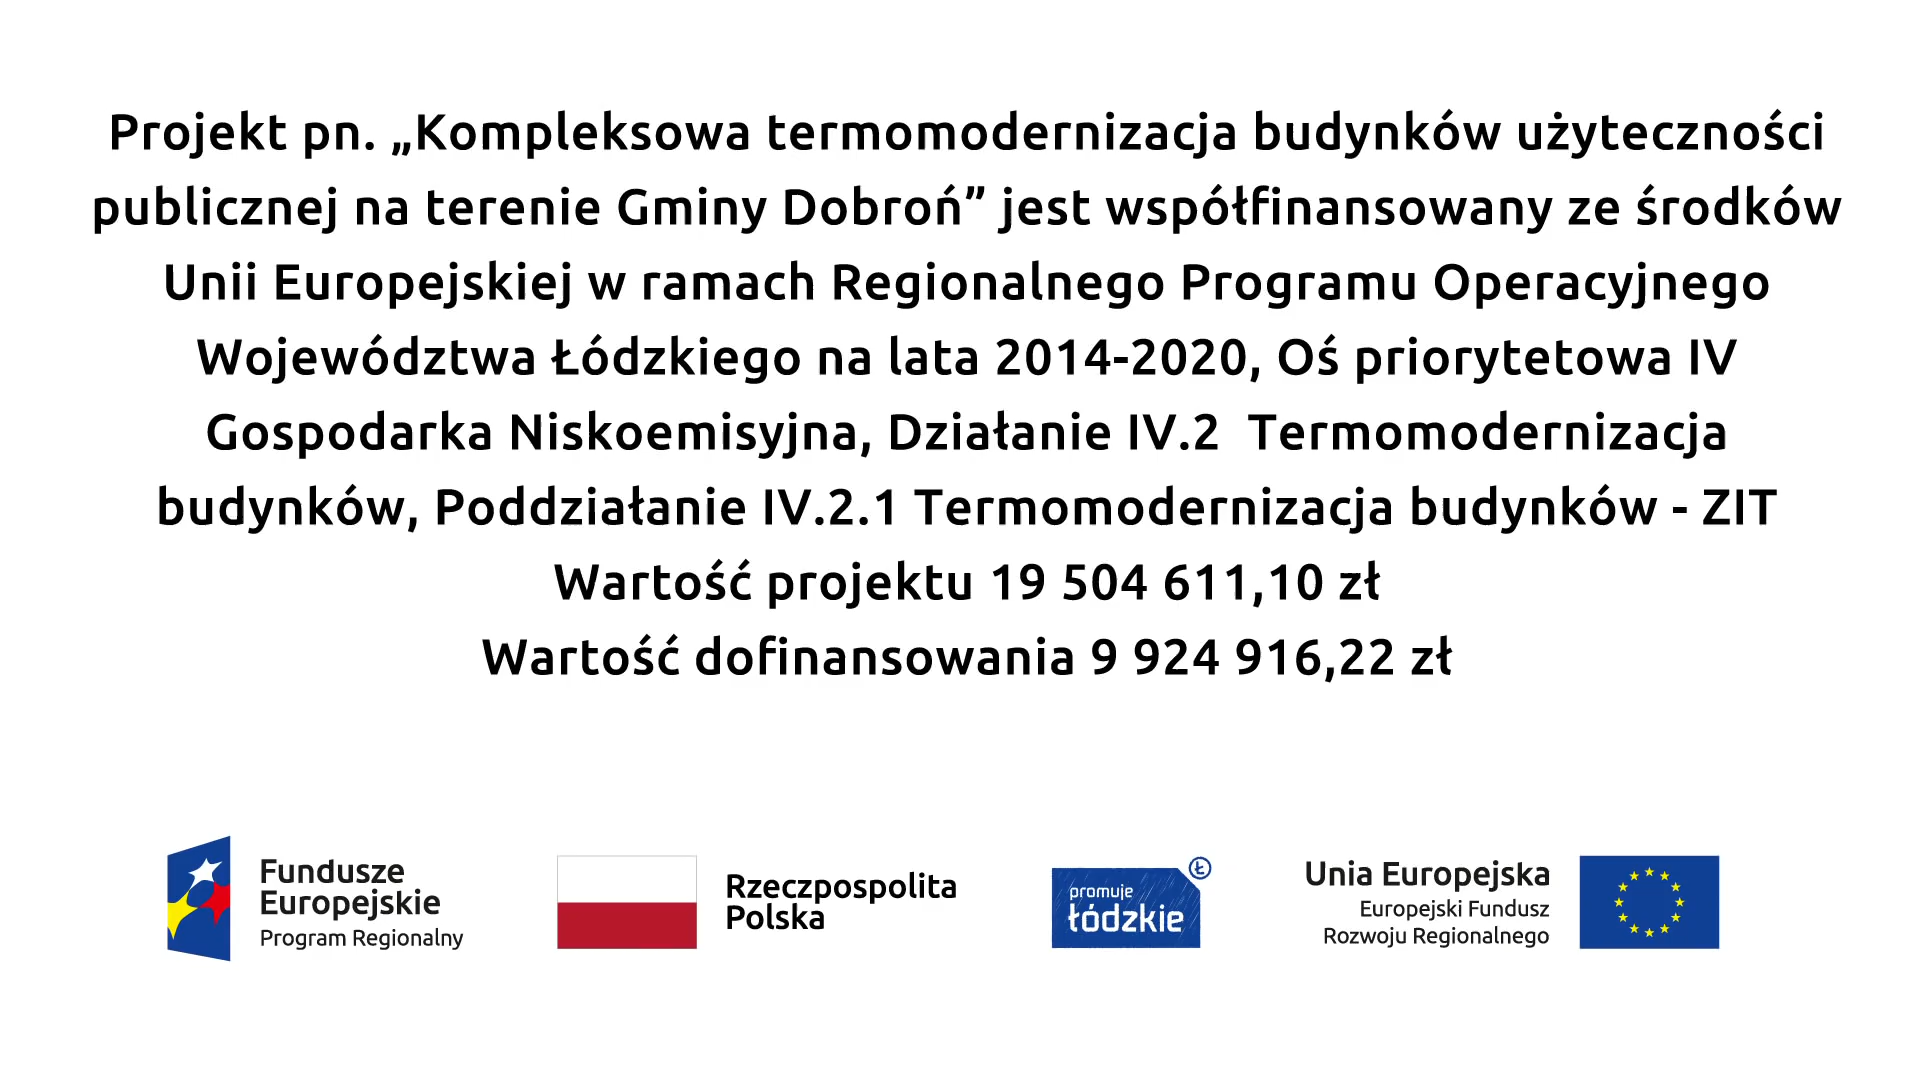 Projekt pn. „Kompleksowa termomodernizacja budynków użyteczności
publicznej na terenie Gminy Dobroń” jest współfinansowany ze środków
Unii Europejskiej w ramach Regionalnego Programu Operacyjnego
Województwa Łódzkiego na lata 2014-2020, Oś priorytetowa IV
Gospodarka Niskoemisyjna, Działanie IV.2  Termomodernizacja
budynków, Poddziałanie IV.2.1 Termomodernizacja budynków - ZIT
Wartość projektu 19 504 611,10 zł
Wartość dofinansowania 9 924 916,22 zł
Fundusze
Europejskie
Program Regionalny
Rzeczpospolita
Polska
Ł
promuje
łódzkie
Unia Europejska
Europejski Fundusz
Rozwoju Regionalnego